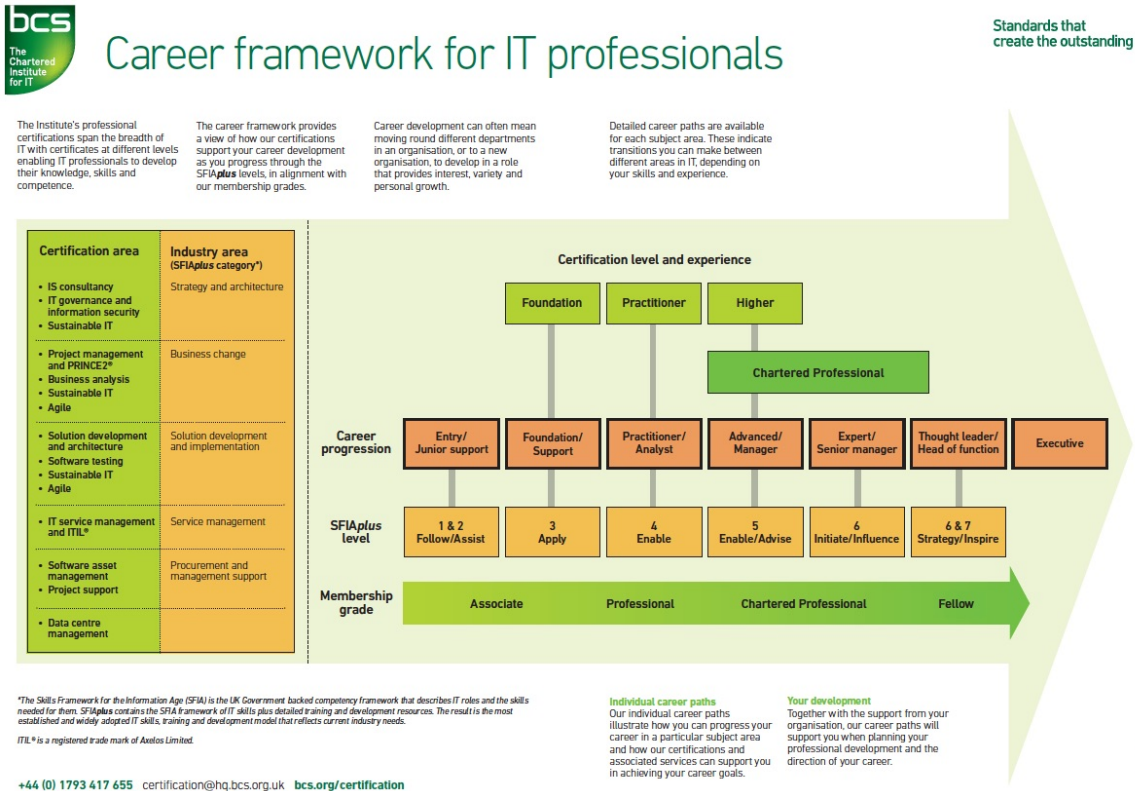 bcs
The
Chartered
Institute
for IT
Career framework for IT professionals
Standards that
create the outstanding
The Institute's professional
certifications span the breadth of
IT with certificates at different levels
enabling IT professionals to develop
their knowledge, skills and
competence.
The career framework provides
a view of how our certifications
support your career development
as you progress through the
SFIAplus levels, in alignment with
our membership grades.
Career development can often mean
moving round different departments
in an organisation, or to a new
organisation, to develop in a role
that provides interest, variety and
personal growth.
Detailed career paths are available
for each subject area. These indicate
transitions you can make between
different areas in IT, depending on
your skills and experience.
Certification area
• IS consultancy
• IT governance and
information security
• Sustainable IT
• Project management
and PRINCE2®
• Business analysis
• Sustainable IT
• Agile
• Solution development
and architecture
• Software testing
• Sustainable IT
• Agile
• IT service management
and ITIL®
• Software asset
management
• Project support
• Data centre
management
Industry area
(SFIAplus category*)
Strategy and architecture
Business change
Solution development
and implementation
Service management
Procurement and
management support
Certification level and experience
Foundation
Practitioner
Higher
Chartered Professional
Career
progression
Entry/
Junior support
Foundation/
Support
Practitioner/
Analyst
Advanced/
Manager
Expert/
Senior manager
Thought leader/
Head of function
Executive
SFIAplus
level
1 & 2
Follow/Assist
3
Apply
4
Enable
5
Enable/Advise
6
Initiate/Influence
6 & 7
Strategy/Inspire
Membership
grade
Associate
Professional
Chartered Professional
Fellow
*The Skills Framework for the Information Age (SFIA) is the UK Government backed competency framework that describes IT roles and the skills
needed for them. SFIAplus contains the SFIA framework of IT skills plus detailed training and development resources. The result is the most
established and widely adopted IT skills, training and development model that reflects current industry needs.
ITIL® is a registered trade mark of Axelos Limited.
Individual career paths
Our individual career paths
illustrate how you can progress your
career in a particular subject area
and how our certifications and
associated services can support you
in achieving your career goals.
Your development
Together with the support from your
organisation, our career paths will
support you when planning your
professional development and the
direction of your career.
+44 (0) 1793 417 655 certification@hq.bcs.org.uk bcs.org/certification